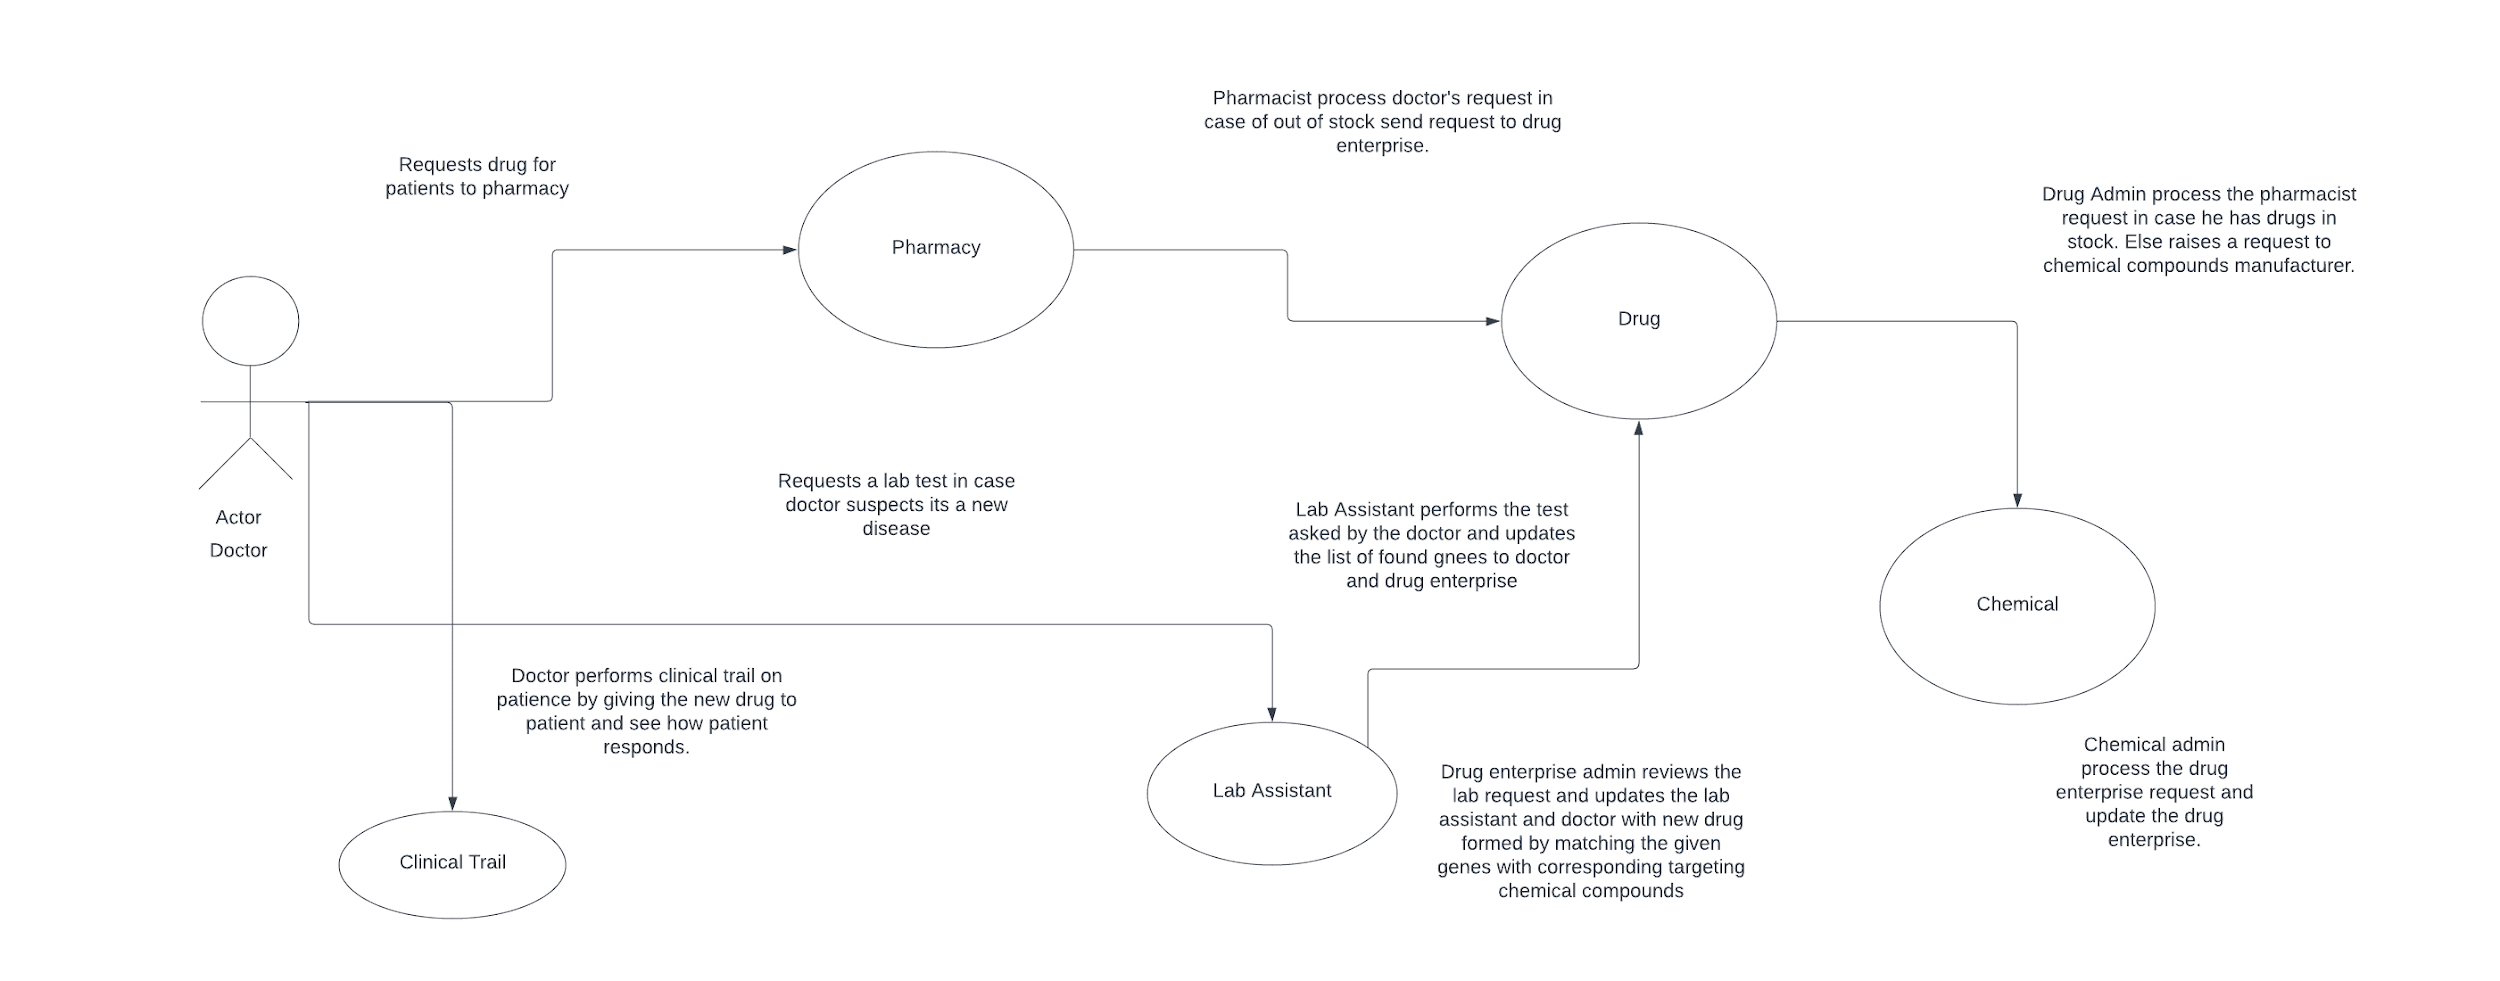 Pharmacist process doctor's request in
case of out of stock send request to drug
enterprise.
Requests drug for
patients to pharmacy
Drug Admin process the pharmacist
request in case he has drugs in
stock. Else raises a request to
chemical compounds manufacturer.
Pharmacy
Drug
Actor
Doctor
Requests a lab test in case
doctor suspects its a new
disease
Lab Assistant performs the test
asked by the doctor and updates
the list of found gnees to doctor
and drug enterprise
Chemical
Doctor performs clinical trail on
patience by giving the new drug to
patient and see how patient
responds.
Chemical admin
process the drug
enterprise request and
update the drug
enterprise.
Lab Assistant
Drug enterprise admin reviews the
lab request and updates the lab
assistant and doctor with new drug
formed by matching the given
genes with corresponding targeting
chemical compounds
Clinical Trail